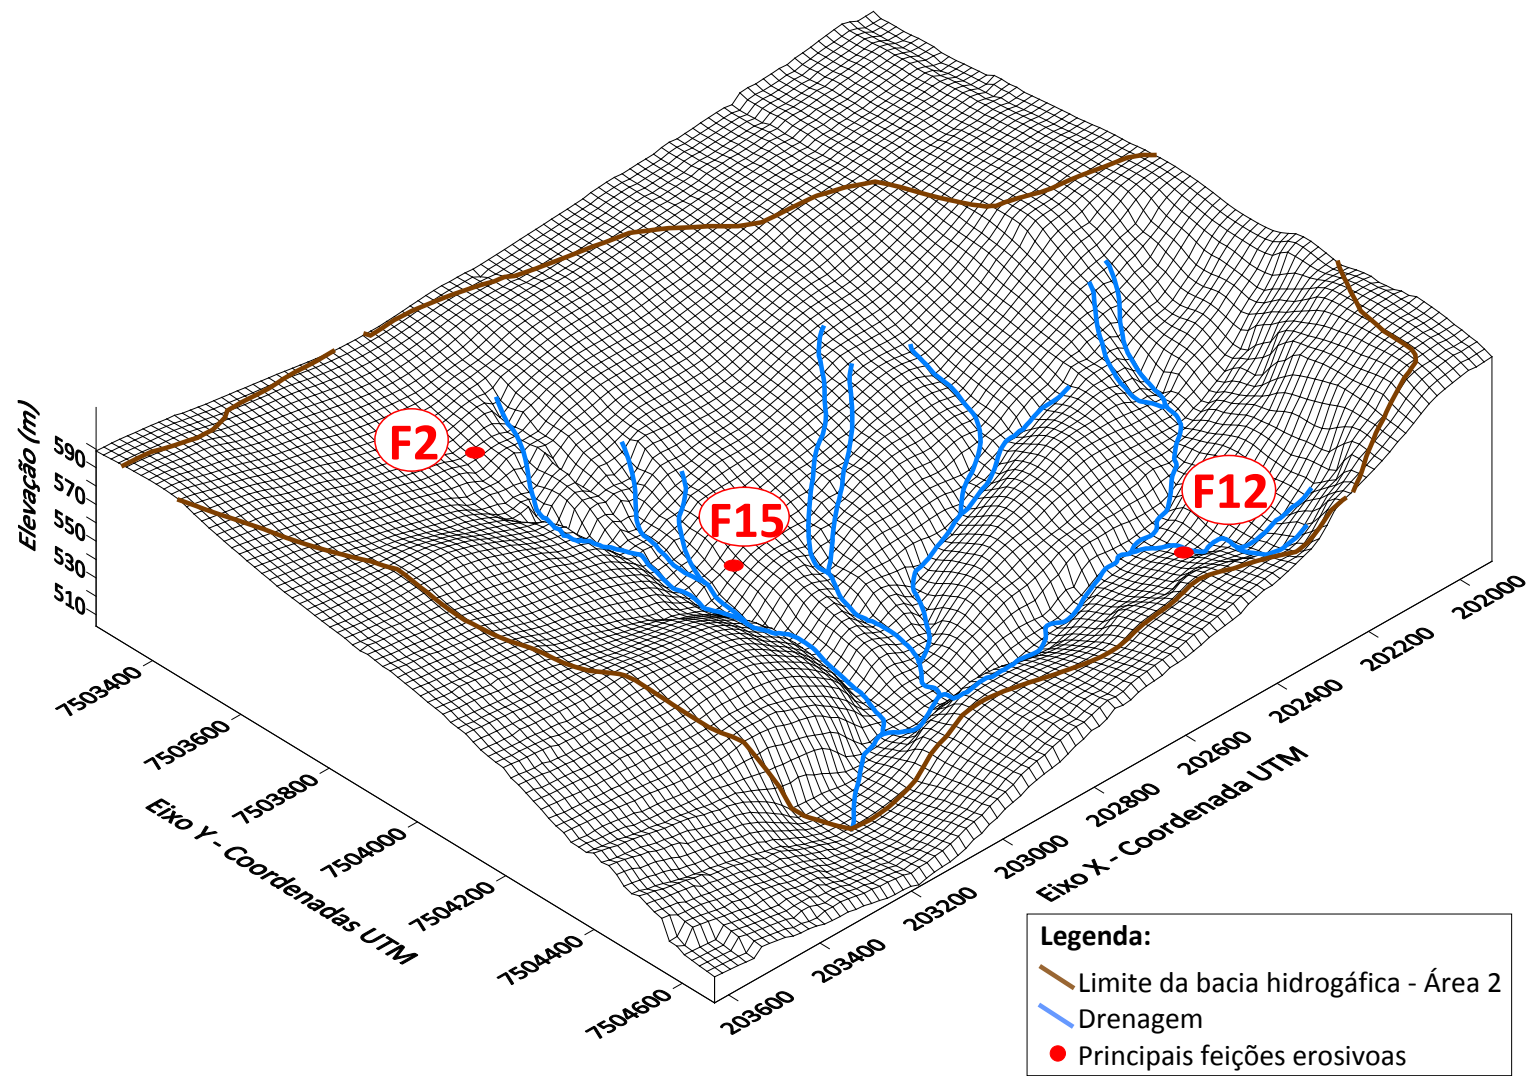 F2
F15
F12
Elevação (m)
590
570
550
530
510
7503400
7503600
7503800
7504000
7504200
7504400
7504600
Eixo Y - Coordenadas UTM
202000
202200
202400
202600
202800
203000
203200
203400
203600
Eixo X - Coordenada UTM
Legenda:
Limite da bacia hidrogáfica - Área 2
Drenagem
Principais feições erosivoas